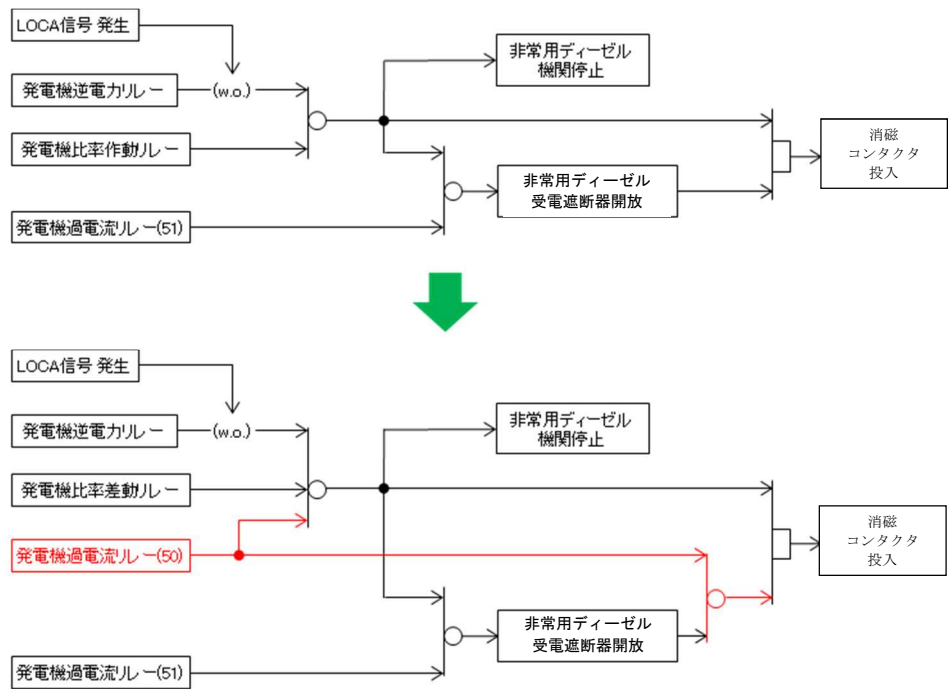 LOCA信号 発生
発電機逆電力リレー
(w.o.)
発電機比率作動リレー
発電機過電流リレー(51)
非常用ディーゼル
機関停止
非常用ディーゼル
受電遮断器開放
消磁
コンタクタ
投入
LOCA信号 発生
発電機逆電力リレー
(w.o.)
発電機比率差動リレー
発電機過電流リレー(50)
発電機過電流リレー(51)
非常用ディーゼル
機関停止
非常用ディーゼル
受電遮断器開放
消磁
コンタクタ
投入